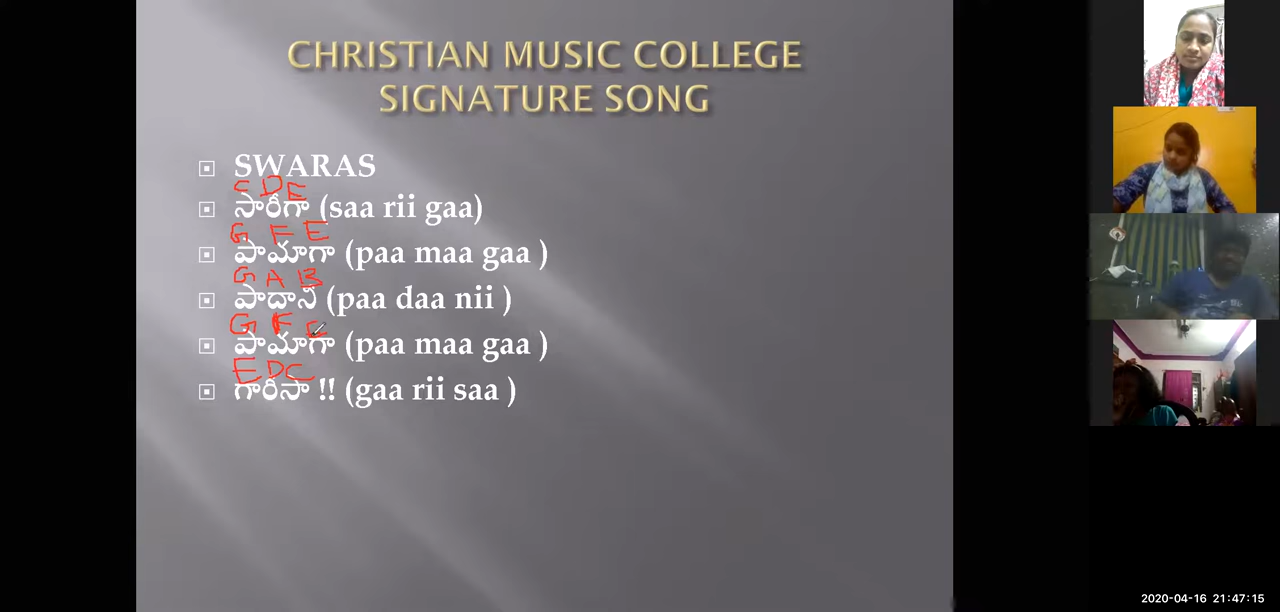 CHRISTIAN MUSIC COLLEGE
SIGNATURE SONG
SWARAS
C D E
సారీగా (saa rii gaa)
G F E
పామాగా (paa maa gaa )
G A B
పాదాని (paa daa nii )
G F E
పామాగా (paa maa gaa )
E D C
గారిసా !! (gaa rii saa )
2020-04-16 21:47:15